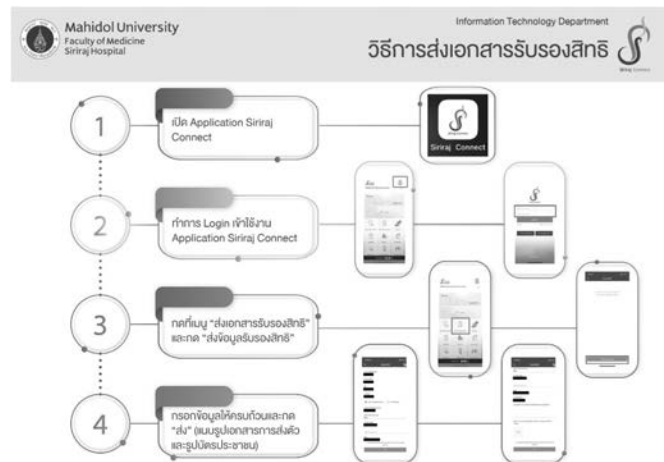 Mahidol University
Faculty of Medicine
Siriraj Hospital
Information Technology Department
วิธีการส่งเอกสารรับรองสิทธิ
Siriraj Connect
1
เปิด Application Siriraj
Connect
Siriraj Connect
2
ทำการ Login เข้าใช้งาน
Application Siriraj Connect
3
กดที่เมนู “ส่งเอกสารรับรองสิทธิ”
และกด “ส่งข้อมูลรับรองสิทธิ”
4
กรอกข้อมูลให้ครบถ้วนและกด
“ส่ง” (แนบรูปเอกสารการส่งตัว
และรูปบัตรประชาชน)